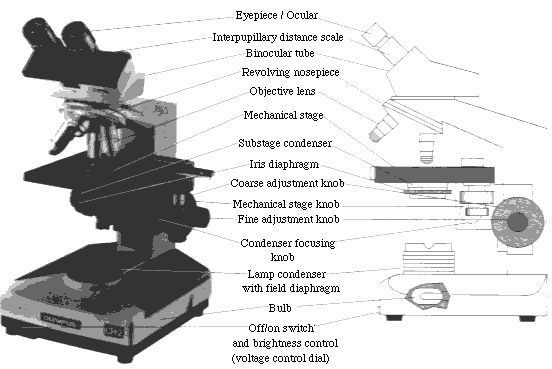 Eyepiece / Ocular
Interpupillary distance scale
Binocular tube
Revolving nosepiece
Objective lens
Mechanical stage
Substage condenser
Iris diaphragm
Coarse adjustment knob
Mechanical stage knob
Fine adjustment knob
Condenser focusing
knob
Lamp condenser
with field diaphragm
Bulb
Off/on switch
and brightness control
(voltage control dial)
OLYMPUS